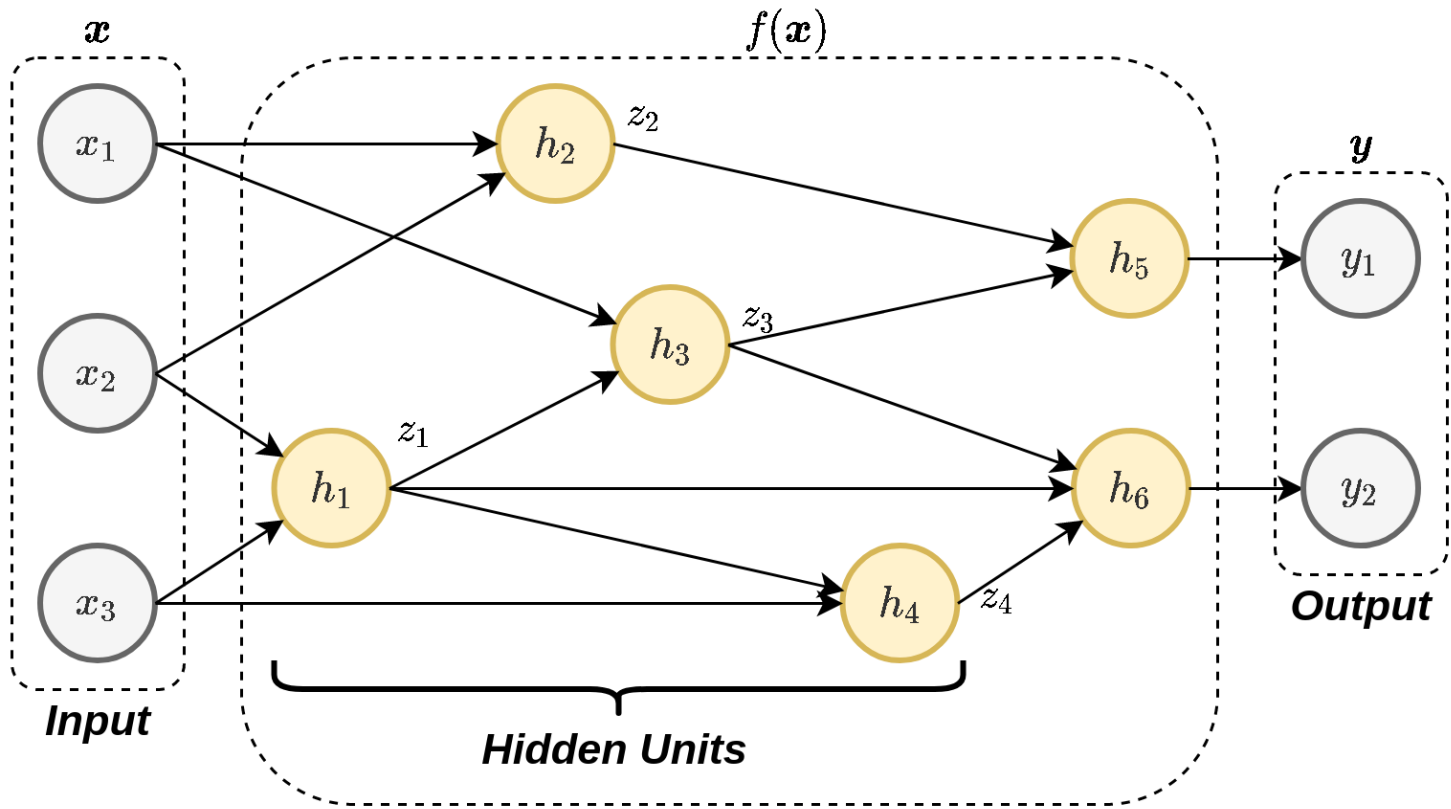 x
f(x)
x₁
h₂
z₂
y
h₅
y₁
z₃
h₃
x₂
z₁
h₁
h₆
y₂
x₃
h₄
z₄
Output
Input
Hidden Units